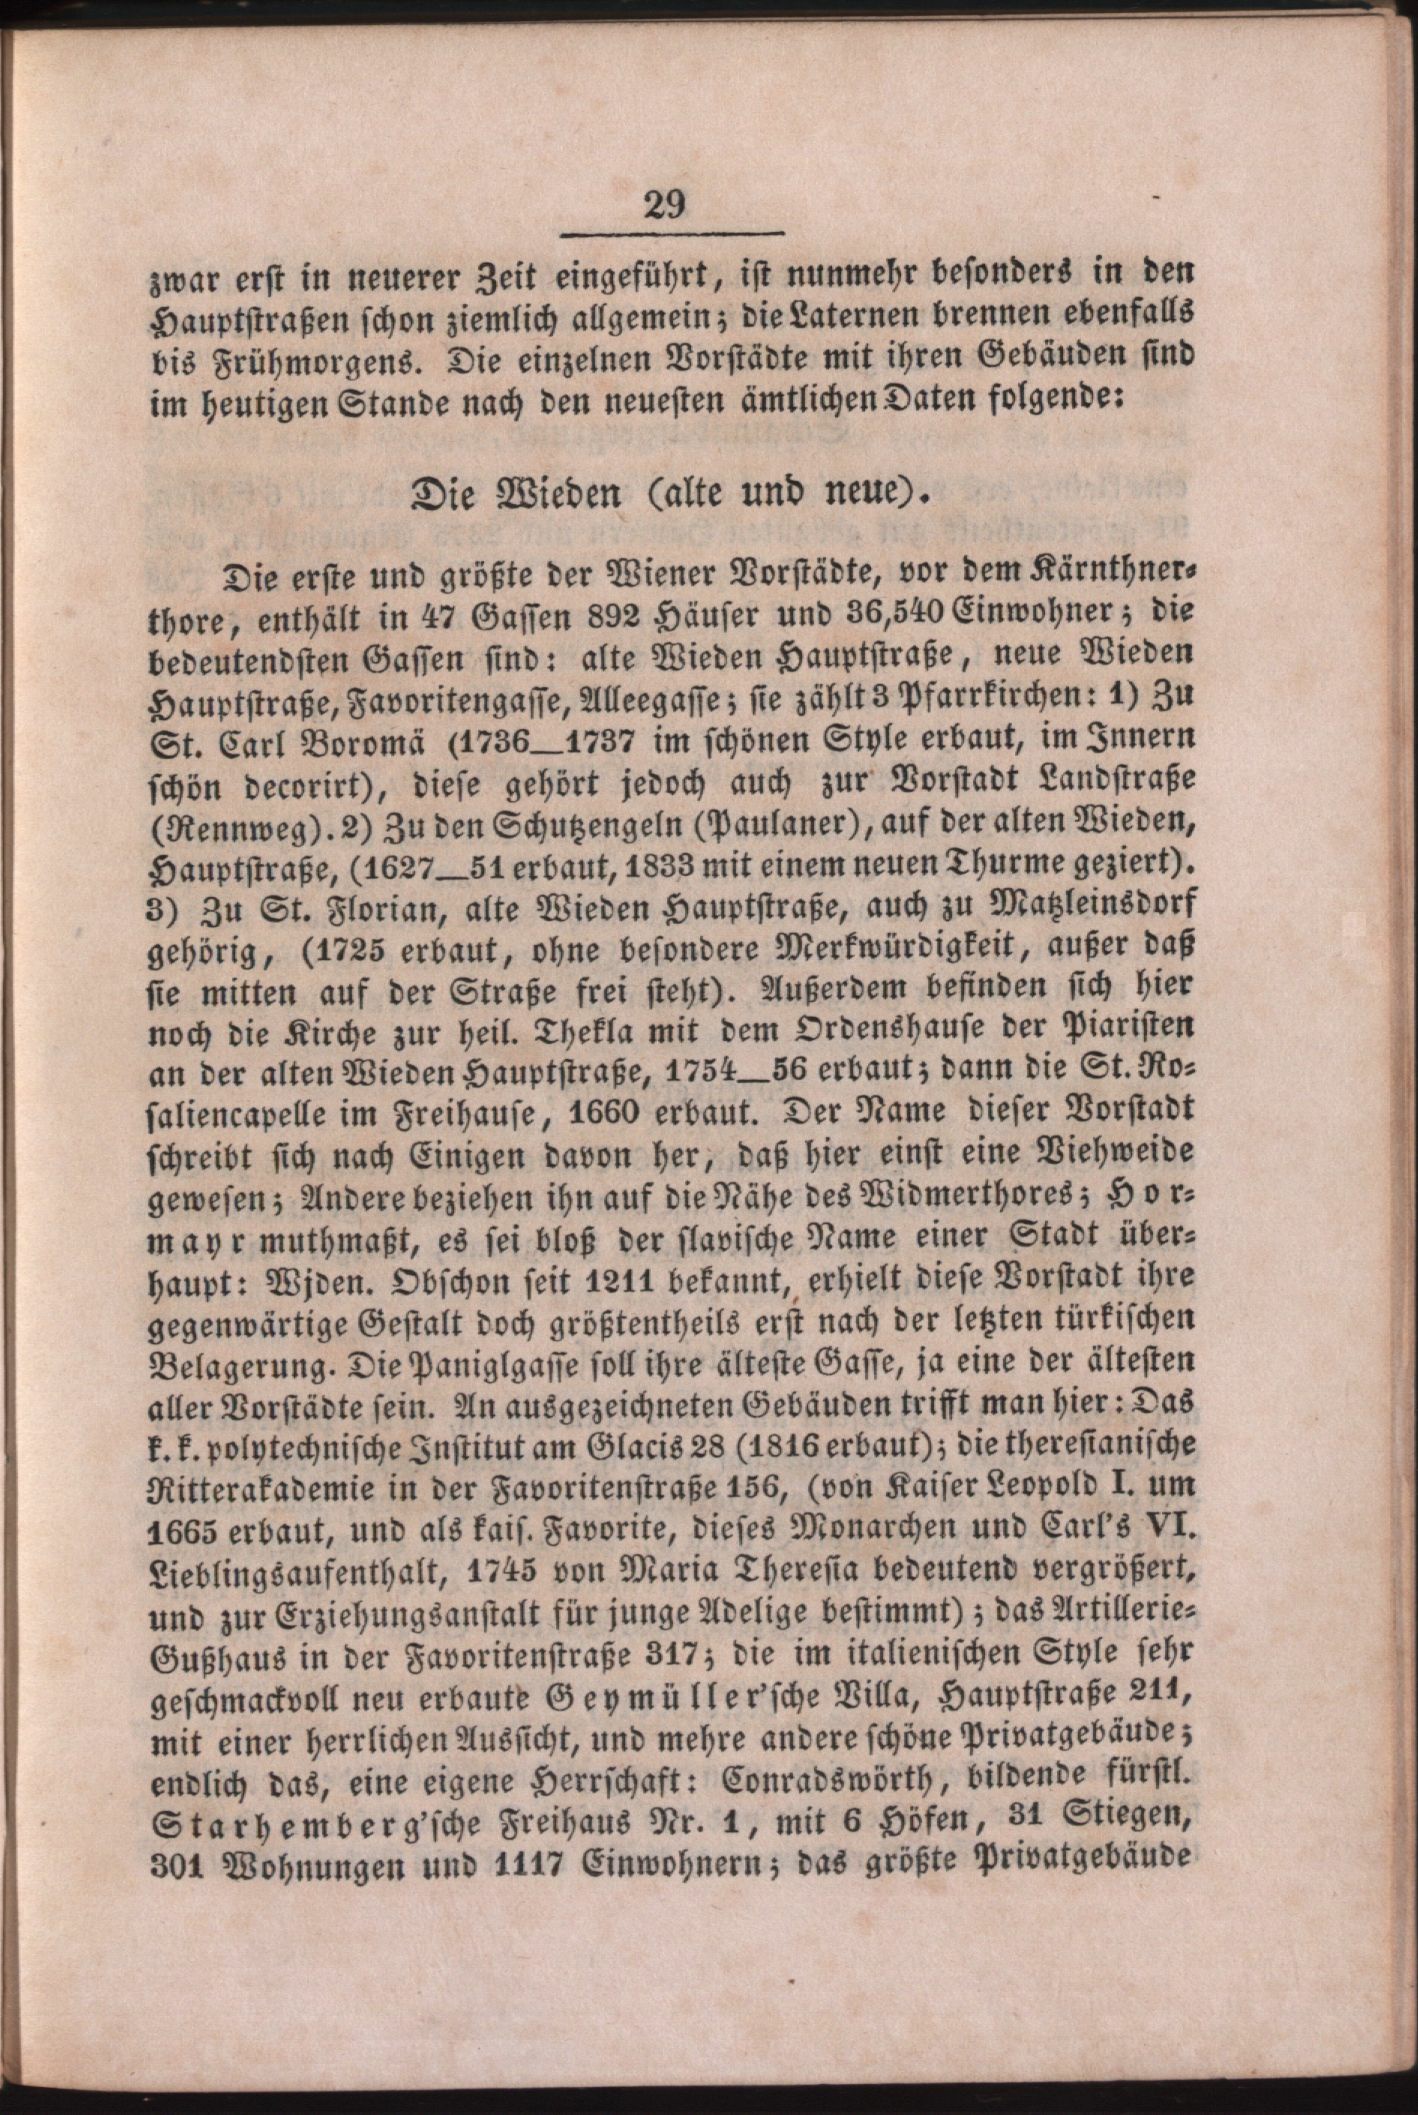 29
zwar erst in neuerer Zeit eingeführt, ist nunmehr besonders in den
Hauptstraßen schon ziemlich allgemein; die Laternen brennen ebenfalls
bis Frühmorgens. Die einzelnen Vorstädte mit ihren Gebäuden sind
im heutigen Stande nach den neuesten ämtlichen Daten folgende:
Die Wieden (alte und neue).
Die erste und größte der Wiener Vorstädte, vor dem Kärnthner-
thore, enthält in 47 Gassen 892 Häuser und 36,540 Einwohner; die
bedeutendsten Gassen sind: alte Wieden Hauptstraße, neue Wieden
Hauptstraße, Favoritengasse, Alleegasse; sie zählt 3 Pfarrkirchen: 1) Zu
St. Carl Boromä (1736—1737 im schönen Style erbaut, im Innern
schön decorirt), diese gehört jedoch auch zur Vorstadt Landstraße
(Rennweg). 2) Zu den Schutzengeln (Paulaner), auf der alten Wieden,
Hauptstraße, (1627—51 erbaut, 1833 mit einem neuen Thurme geziert).
3) Zu St. Florian, alte Wieden Hauptstraße, auch zu Matzleinsdorf
gehörig, (1725 erbaut, ohne besondere Merkwürdigkeit, außer daß
sie mitten auf der Straße frei steht). Außerdem befinden sich hier
noch die Kirche zur heil. Thekla mit dem Ordenshause der Piaristen
an der alten Wieden Hauptstraße, 1754—56 erbaut; dann die St. Ro-
saliencapelle im Freihause, 1660 erbaut. Der Name dieser Vorstadt
schreibt sich nach Einigen davon her, daß hier einst eine Viehweide
gewesen; Andere beziehen ihn auf die Nähe des Widmerthores; Hor-
mayr muthmaßt, es sei bloß der slavische Name einer Stadt über-
haupt: Wjden. Obschon seit 1211 bekannt, erhielt diese Vorstadt ihre
gegenwärtige Gestalt doch größtentheils erst nach der letzten türkischen
Belagerung. Die Paniglgasse soll ihre älteste Gasse, ja eine der ältesten
aller Vorstädte sein. An ausgezeichneten Gebäuden trifft man hier: Das
k. k. polytechnische Institut am Glacis 28 (1816 erbaut); die theresianische
Ritterakademie in der Favoritenstraße 156, (von Kaiser Leopold I. um
1665 erbaut, und als kais. Favorite, dieses Monarchen und Carl's VI.
Lieblingsaufenthalt, 1745 von Maria Theresia bedeutend vergrößert,
und zur Erziehungsanstalt für junge Adelige bestimmt); das Artillerie-
Gußhaus in der Favoritenstraße 317; die im italienischen Style sehr
geschmackvoll neu erbaute Geymüller'sche Villa, Hauptstraße 211,
mit einer herrlichen Aussicht, und mehre andere schöne Privatgebäude;
endlich das, eine eigene Herrschaft: Conradswörth, bildende fürstl.
Starhemberg'sche Freihaus Nr. 1, mit 6 Höfen, 31 Stiegen,
301 Wohnungen und 1117 Einwohnern; das größte Privatgebäude